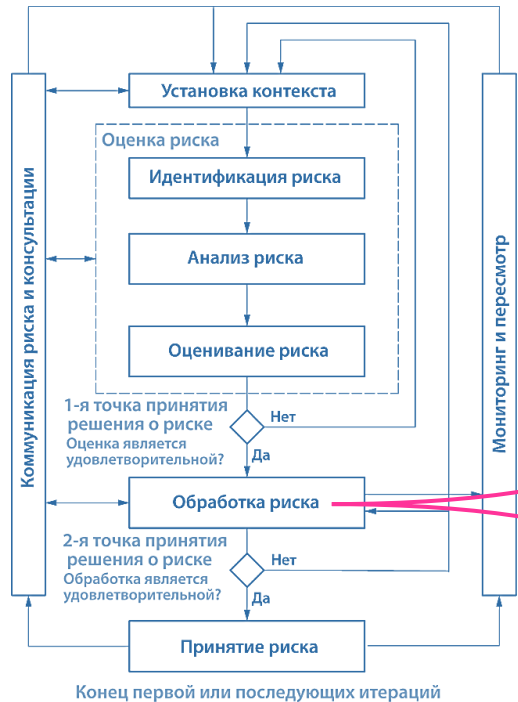 Установка контекста
Оценка риска
Идентификация риска
Анализ риска
Оценивание риска
1-я точка принятия
решения о риске
Оценка является
удовлетворительной?
Нет
Да
Коммуникация риска и консультации
Мониторинг и пересмотр
Обработка риска
2-я точка принятия
решения о риске
Обработка является
удовлетворительной?
Нет
Да
Принятие риска
Конец первой или последующих итераций